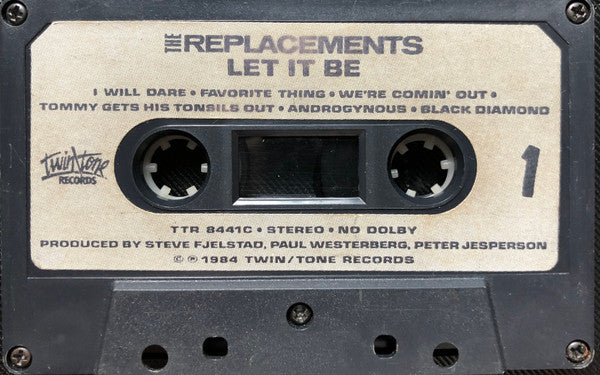 THE REPLACEMENTS
LET IT BE
I WILL DARE • FAVORITE THING • WE'RE COMIN' OUT •
TOMMY GETS HIS TONSILS OUT • ANDROGYNOUS • BLACK DIAMOND
Twin/Tone
RECORDS
1
TTR 8441C • STEREO • NO DOLBY
PRODUCED BY STEVE FJELSTAD, PAUL WESTERBERG, PETER JESPERSON
© ℗ 1984 TWIN/TONE RECORDS